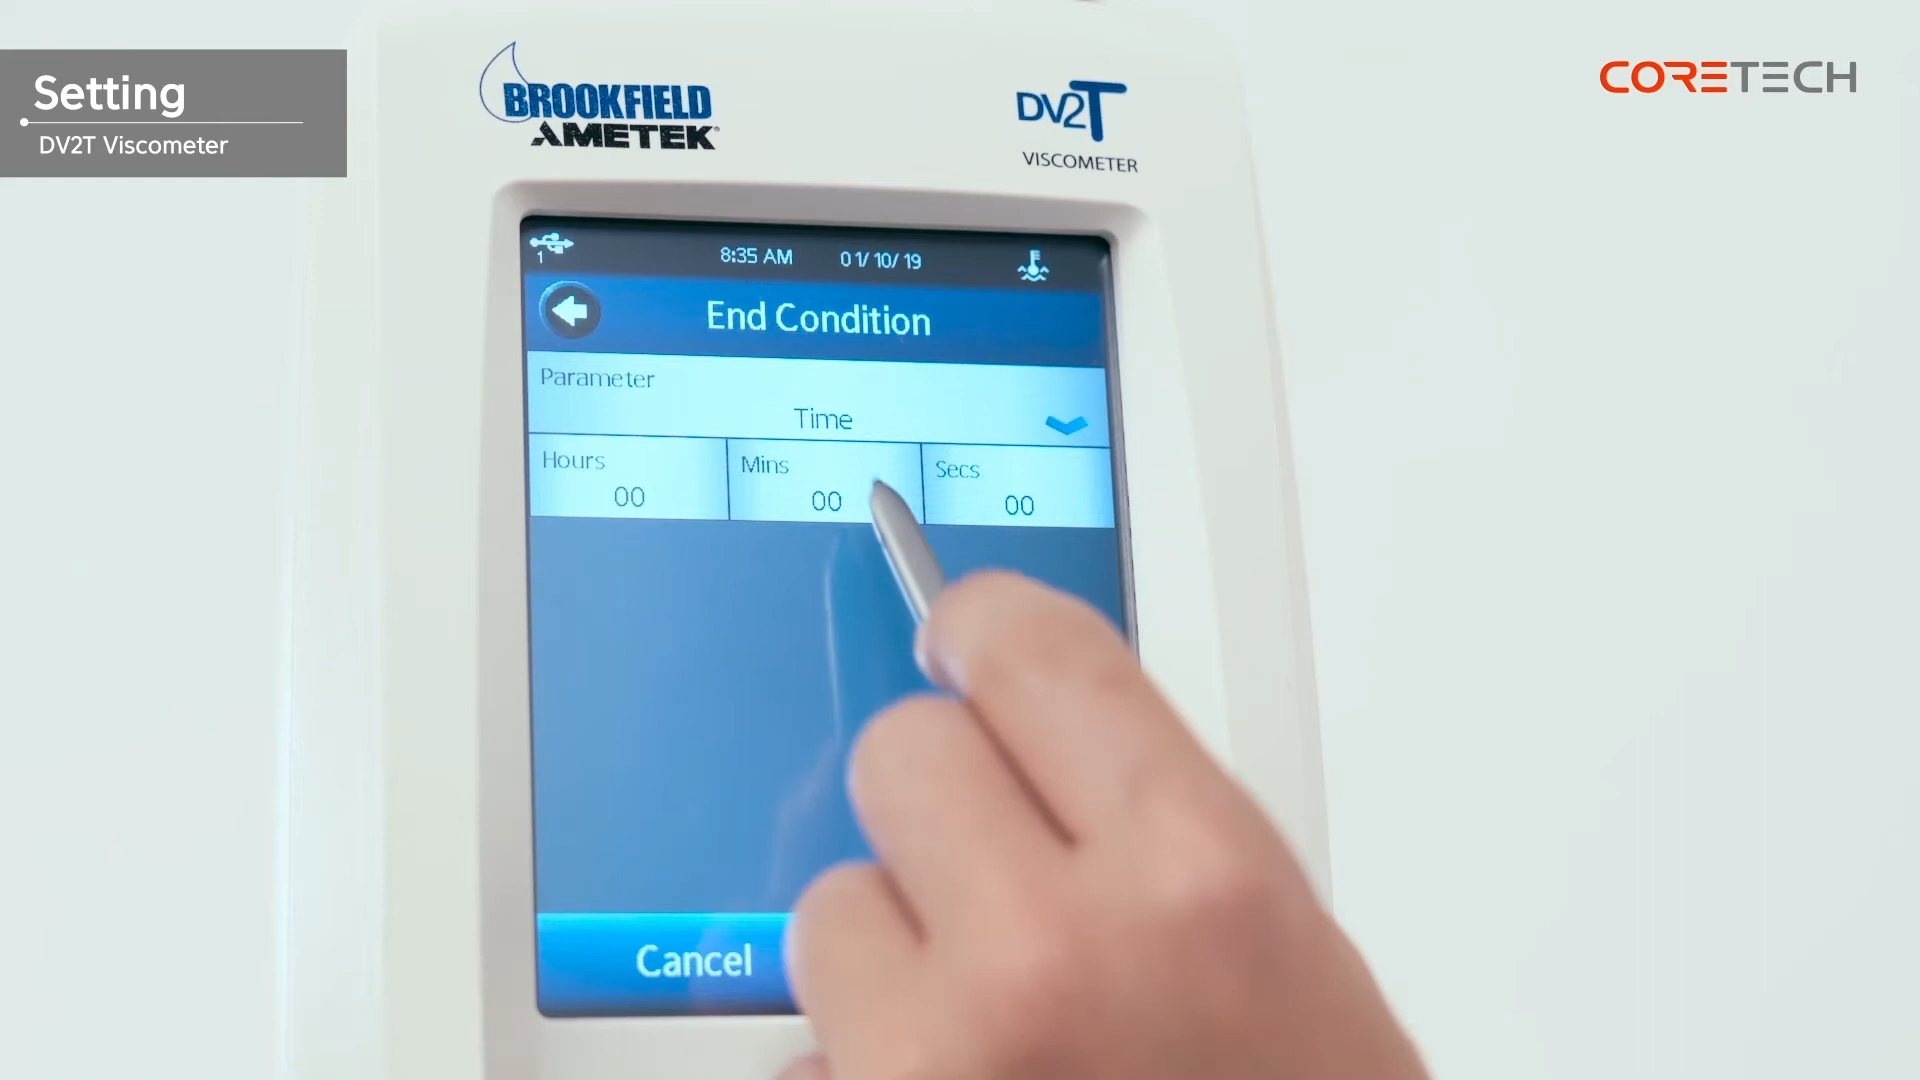 Setting
DV2T Viscometer
CORETECH
BROOKFIELD
AMETEK®
DV2T
VISCOMETER
1
8:35 AM
01/10/19
End Condition
Parameter
Time
Hours
Mins
Secs
00
00
00
Cancel